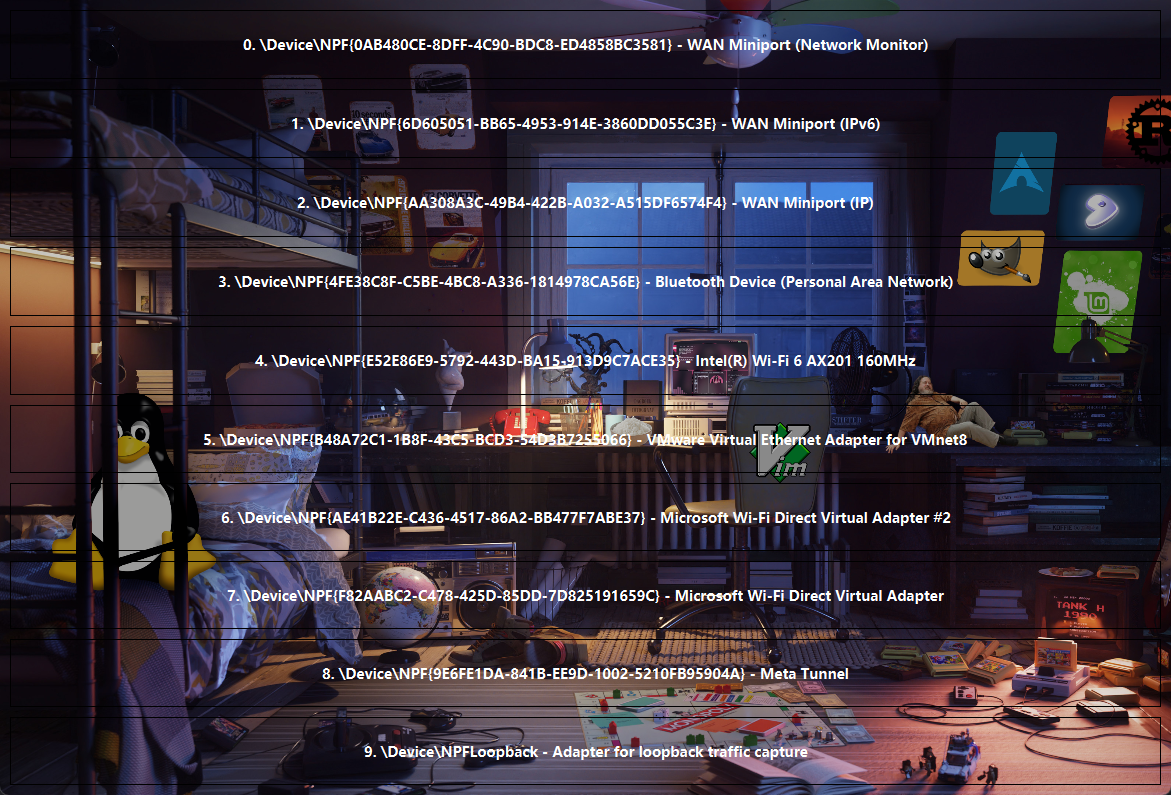 0. \Device\NPF{0AB480CE-8DFF-4C90-BDC8-ED4858BC3581} - WAN Miniport (Network Monitor)
1. \Device\NPF{6D605051-BB65-4953-914E-3860DD055C3E} - WAN Miniport (IPv6)
2. \Device\NPF{AA308A3C-49B4-422B-A032-A515DF6574F4} - WAN Miniport (IP)
3. \Device\NPF{4FE38C8F-C5BE-4BC8-A336-1814978CA56E} - Bluetooth Device (Personal Area Network)
4. \Device\NPF{E52E86E9-5792-443D-BA15-913D9C7ACE35} - Intel(R) Wi-Fi 6 AX201 160MHz
5. \Device\NPF{B48A72C1-1B8F-43C5-BCD3-54D3B7255066} - VMware Virtual Ethernet Adapter for VMnet8
Vim
6. \Device\NPF{AE41B22E-C436-4517-86A2-BB477F7ABE37} - Microsoft Wi-Fi Direct Virtual Adapter #2
7. \Device\NPF{F82AABC2-C478-425D-85DD-7D825191659C} - Microsoft Wi-Fi Direct Virtual Adapter
TANK H
1990
8. \Device\NPF{9E6FE1DA-841B-EE9D-1002-5210FB95904A} - Meta Tunnel
MONOPOLY
9. \Device\NPFLoopback - Adapter for loopback traffic capture